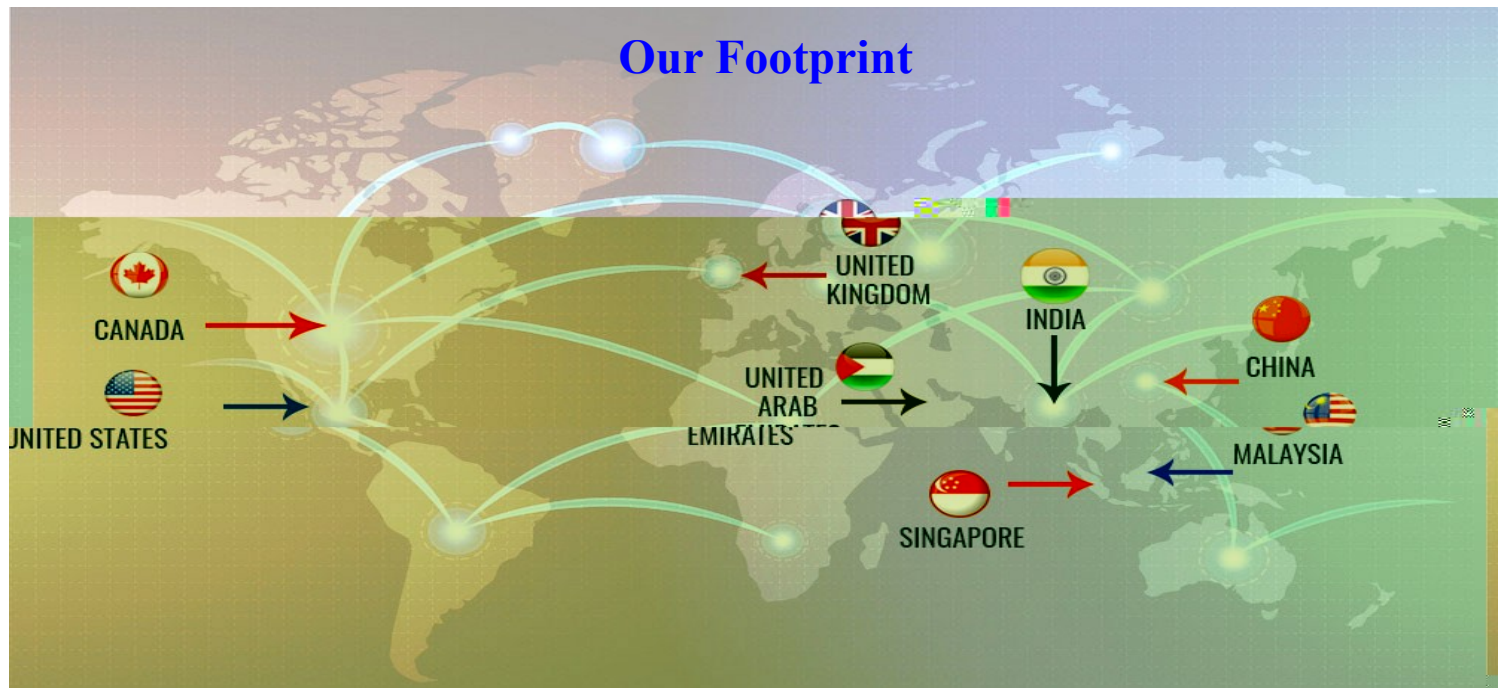 Our Footprint
UNITED
KINGDOM
INDIA
CANADA
CHINA
UNITED
ARAB
EMIRATES
UNITED STATES
MALAYSIA
SINGAPORE